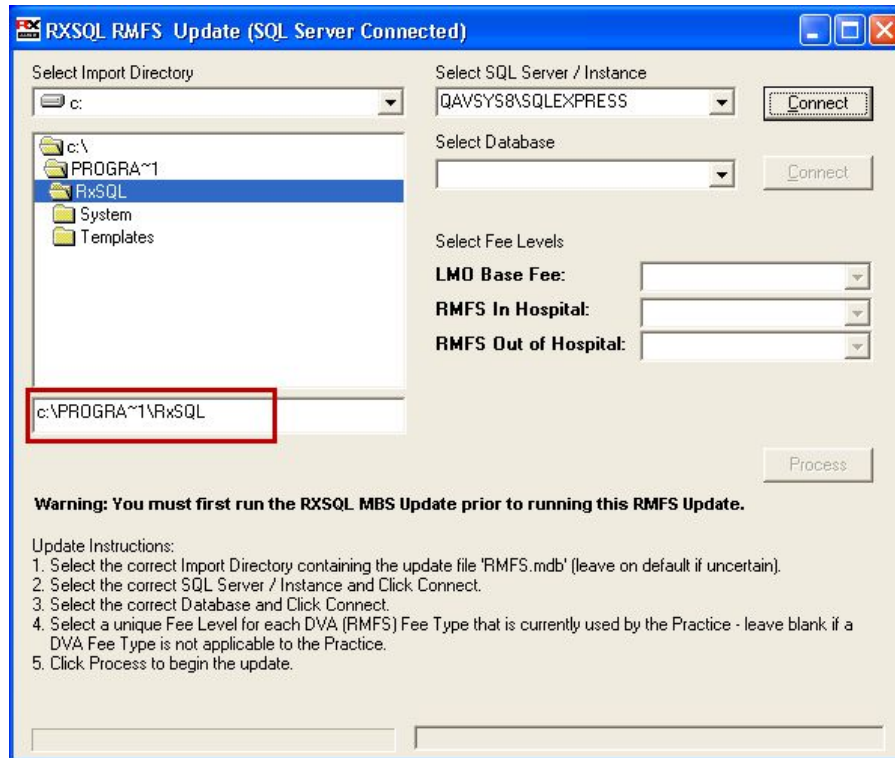 RXSQL RMFS Update (SQL Server Connected)
Select Import Directory
c:
c:\
PROGRA~1
RxSQL
System
Templates
c:\PROGRA~1\RxSQL
Select SQL Server / Instance
QAVSYS8\SQLEXPRESS
Connect
Select Database
Connect
Select Fee Levels
LMO Base Fee:
RMFS In Hospital:
RMFS Out of Hospital:
Process
Warning: You must first run the RXSQL MBS Update prior to running this RMFS Update.
Update Instructions:
1. Select the correct Import Directory containing the update file 'RMFS.mdb' (leave on default if uncertain).
2. Select the correct SQL Server / Instance and Click Connect.
3. Select the correct Database and Click Connect.
4. Select a unique Fee Level for each DVA (RMFS) Fee Type that is currently used by the Practice - leave blank if a
DVA Fee Type is not applicable to the Practice.
5. Click Process to begin the update.